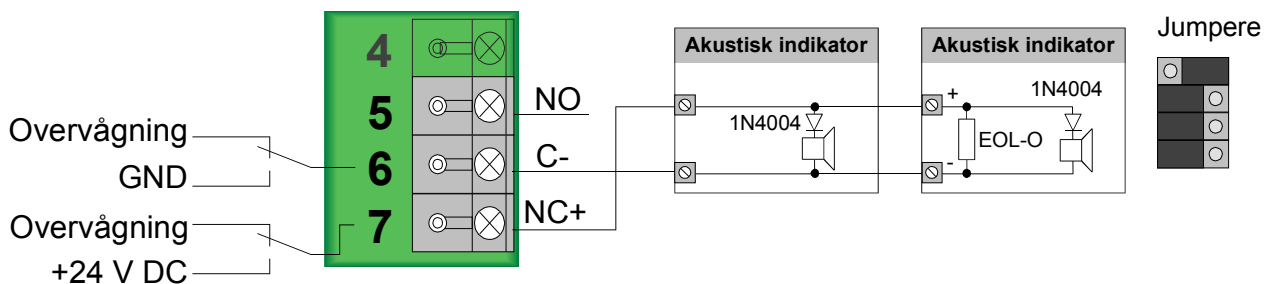 Overvågning
GND
Overvågning
+24 V DC
4
5
6
7
NO
C-
NC+
Akustisk indikator
1N4004
Akustisk indikator
+
1N4004
EOL-O
-
Jumpere